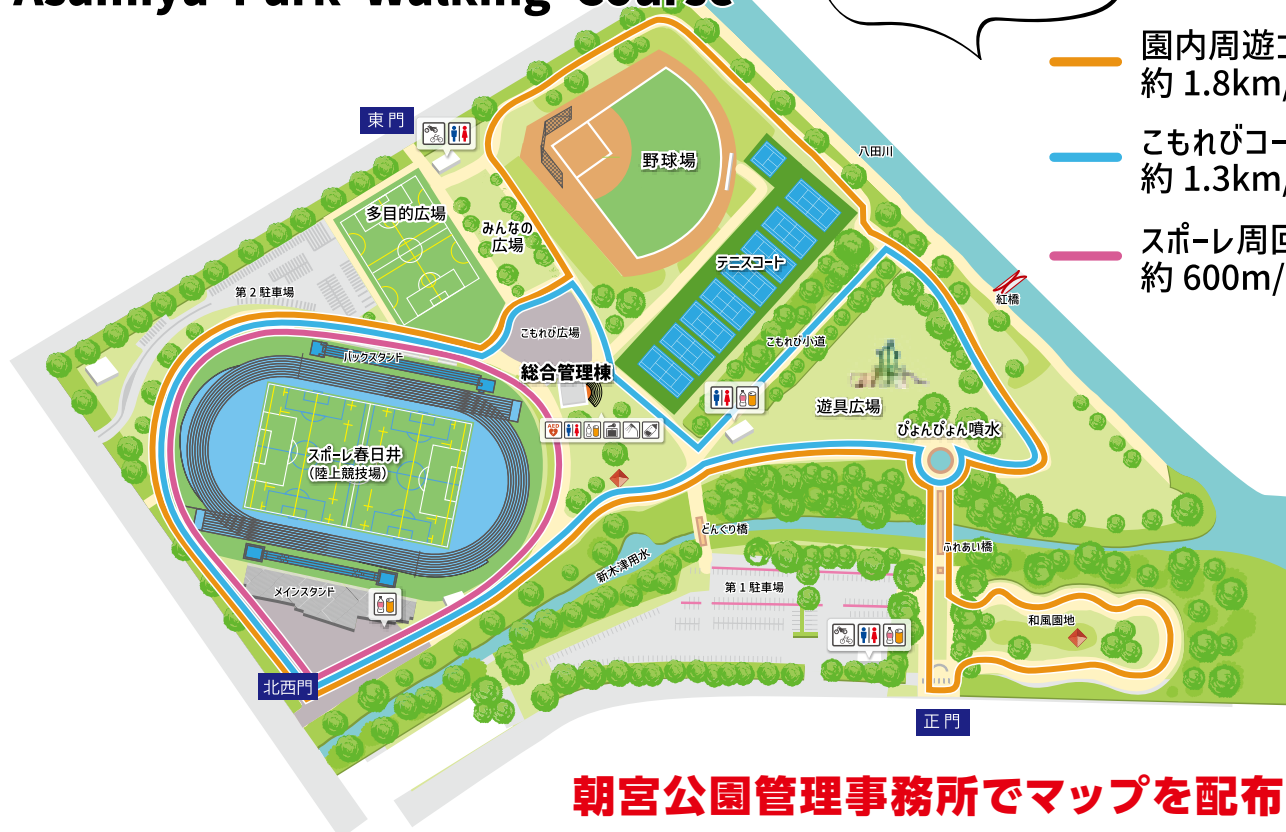 Asamiya Park Walking Course
園内周遊コ
約 1.8km/
こもれびコー
約 1.3km/
スポーレ周回
約 600m/
東門
野球場
八田川
多目的広場
みんなの
広場
テニスコート
第2駐車場
紅橋
こもれび広場
こもれび小道
バックスタンド
総合管理棟
遊具広場
AED
ぴょんぴょん噴水
スポーレ春日井
(陸上競技場)
どんぐり橋
ふれあい橋
新木津用水
第1駐車場
メインスタンド
和風園地
北西門
正門
朝宮公園管理事務所でマップを配布